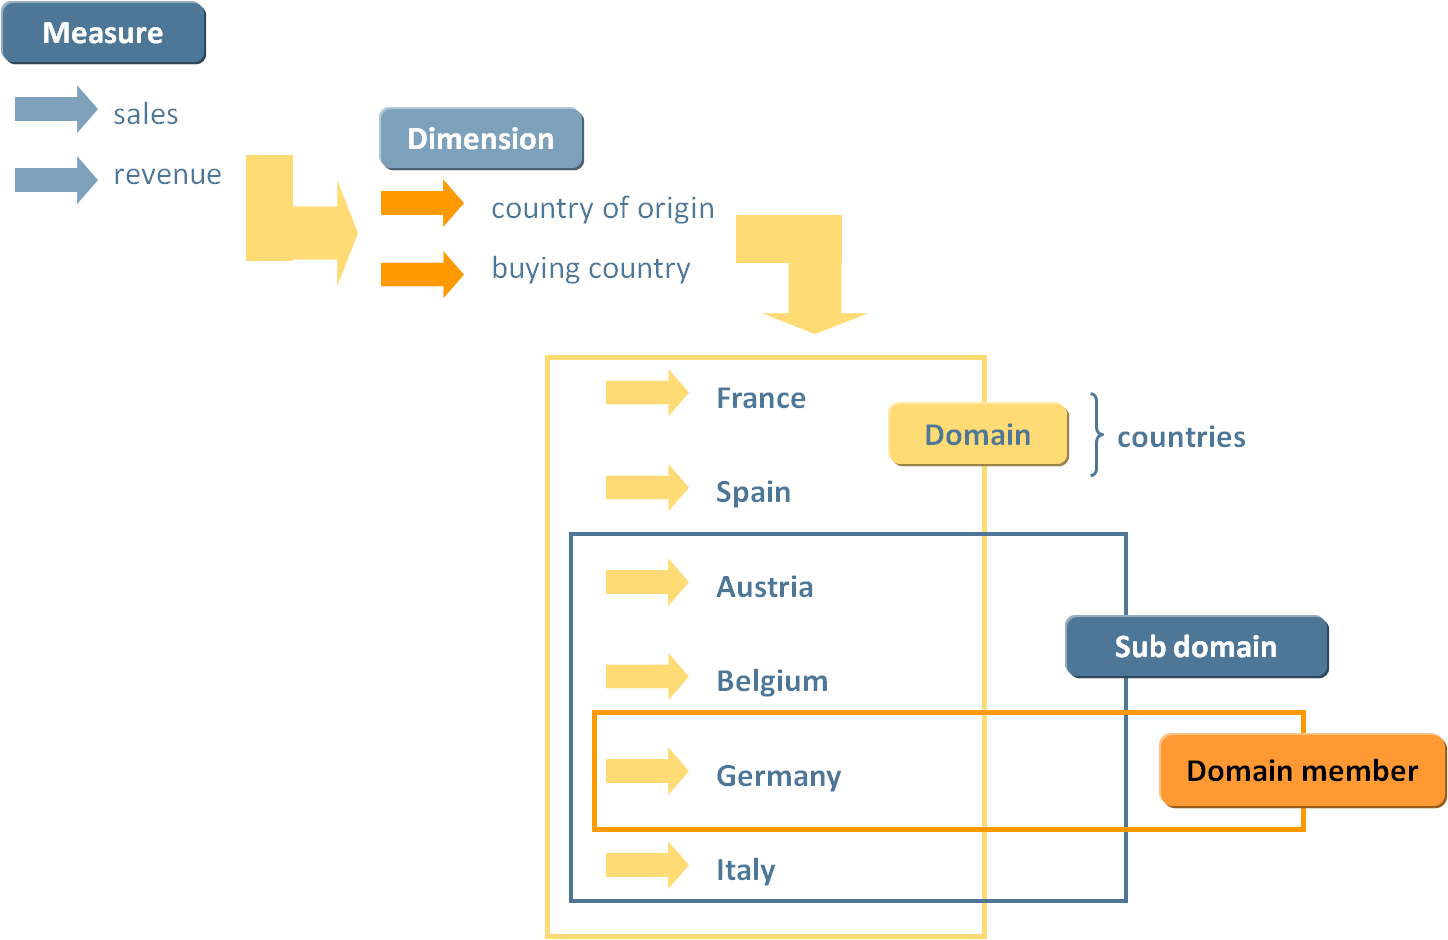 Measure
sales
revenue
Dimension
country of origin
buying country
France
Domain
countries
Spain
Austria
Sub domain
Belgium
Germany
Domain member
Italy